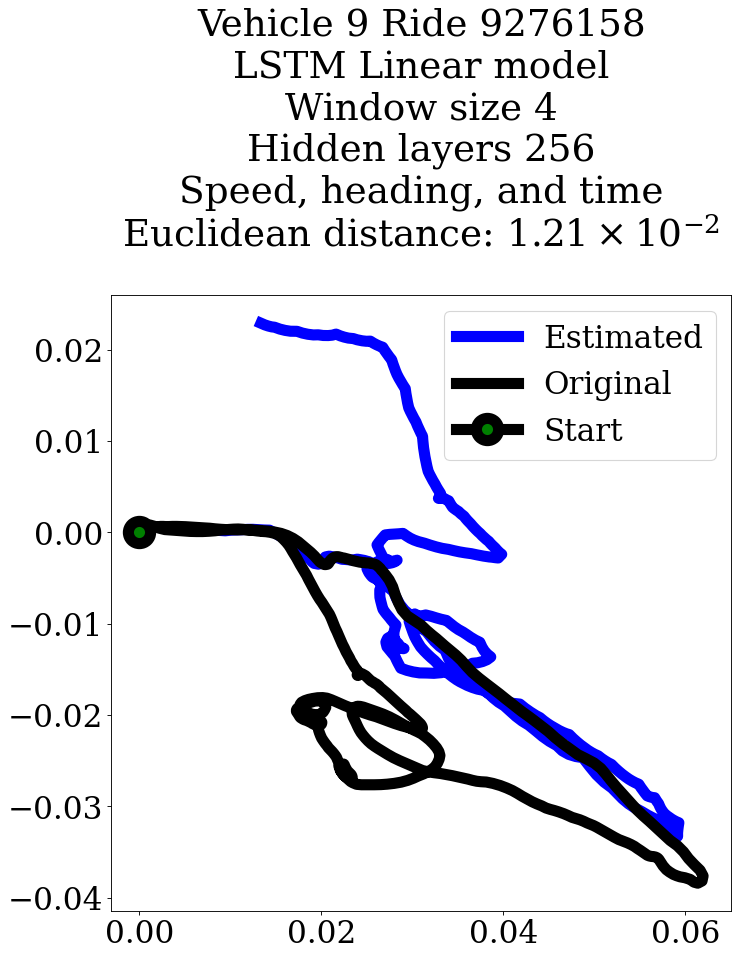 Vehicle 9 Ride 9276158
LSTM Linear model
Window size 4
Hidden layers 256
Speed, heading, and time
Euclidean distance: 1.21 × 10⁻²
Estimated
Original
Start
0.02
0.01
0.00
−0.01
−0.02
−0.03
−0.04
0.00 0.02 0.04 0.06